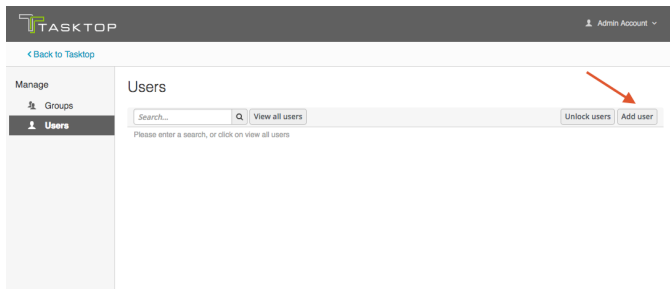 TASKTOP
Admin Account
< Back to Tasktop
Manage
Groups
Users
Users
Search...
View all users
Unlock users
Add user
Please enter a search, or click on view all users